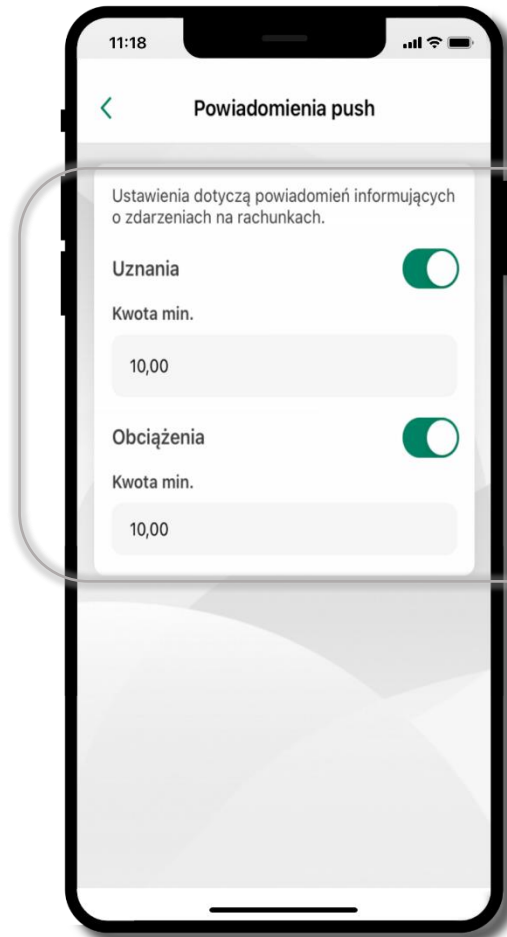 11:18
Powiadomienia push
Ustawienia dotyczą powiadomień informujących
o zdarzeniach na rachunkach.
Uznania
Kwota min.
10,00
Obciążenia
Kwota min.
10,00